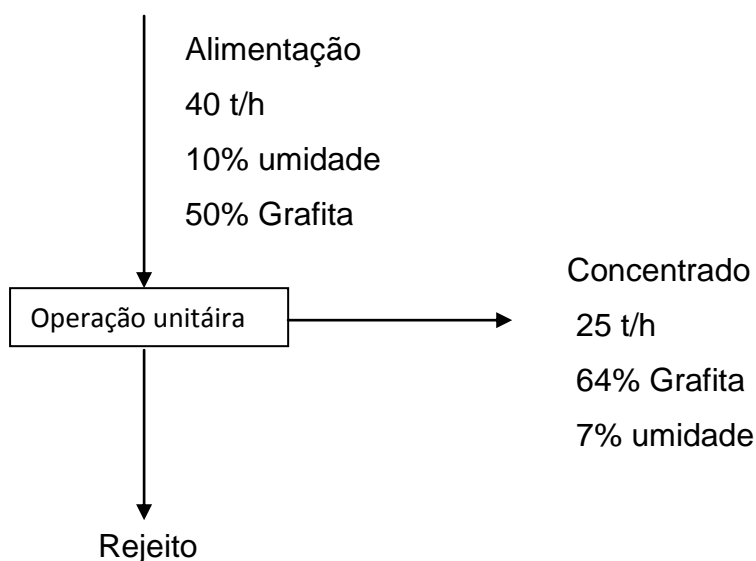 Alimentação
40 t/h
10% umidade
50% Grafita
Operação unitáira
Concentrado
25 t/h
64% Grafita
7% umidade
Rejeito